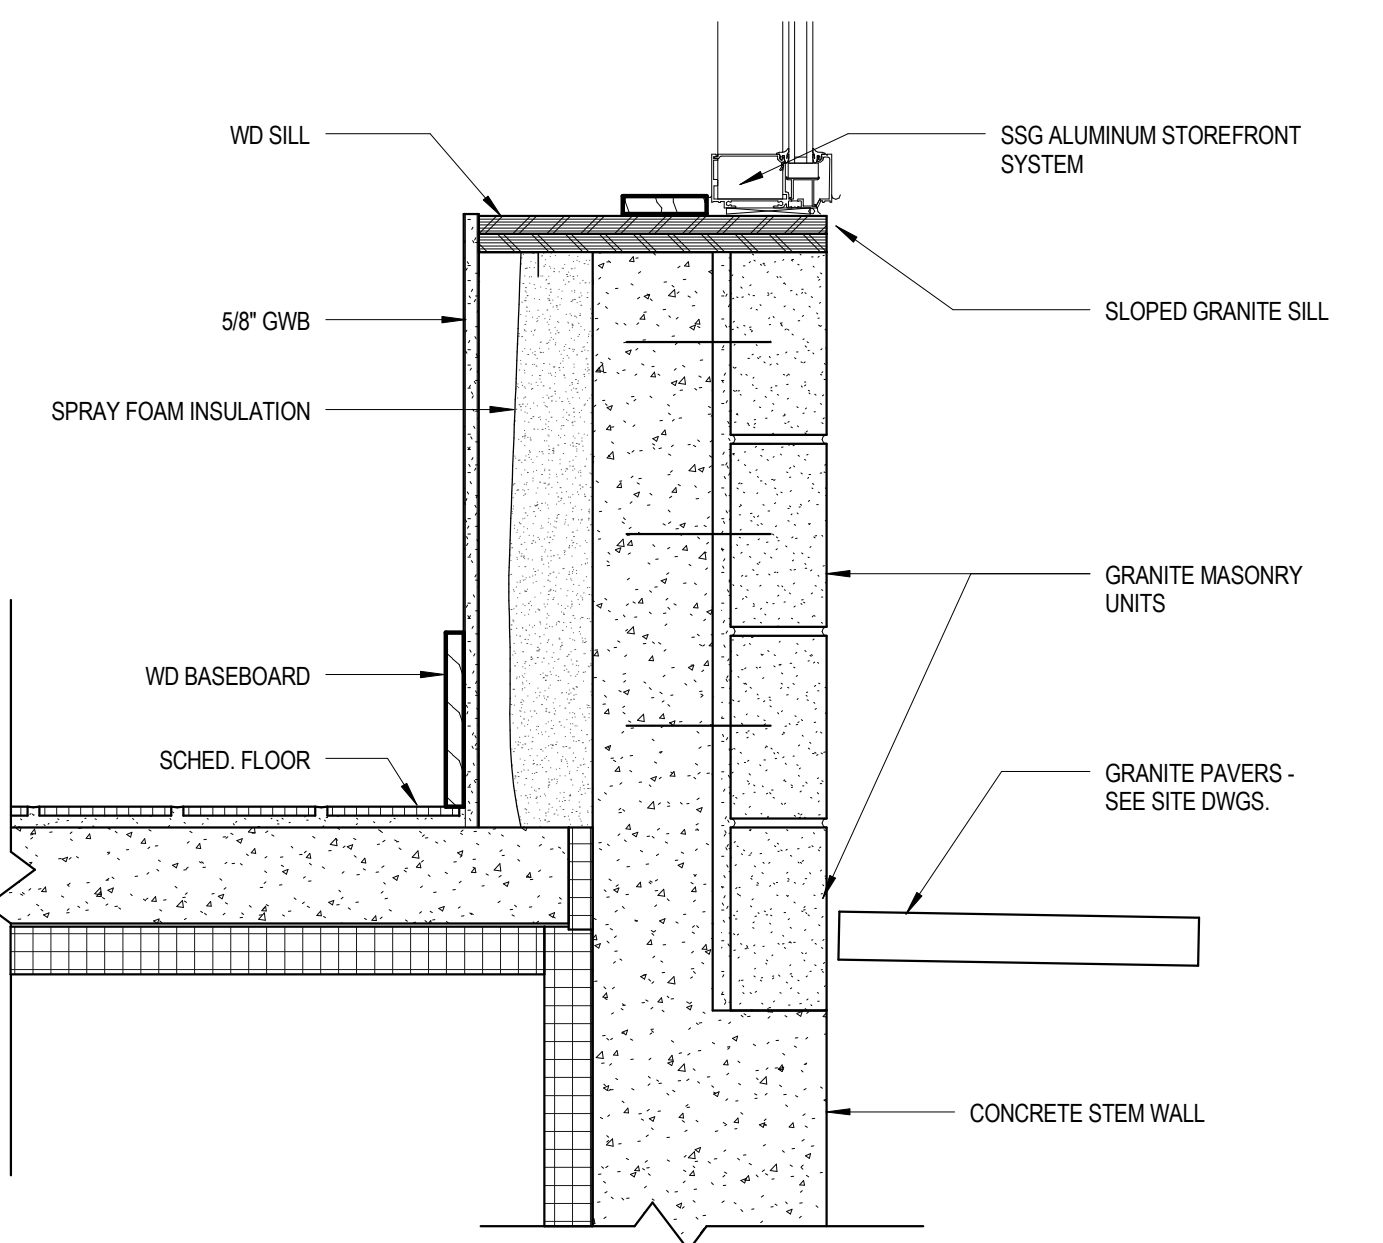 WD SILL
SSG ALUMINUM STOREFRONT
SYSTEM
SLOPED GRANITE SILL
5/8" GWB
SPRAY FOAM INSULATION
GRANITE MASONRY
UNITS
WD BASEBOARD
SCHED. FLOOR
GRANITE PAVERS -
SEE SITE DWGS.
CONCRETE STEM WALL